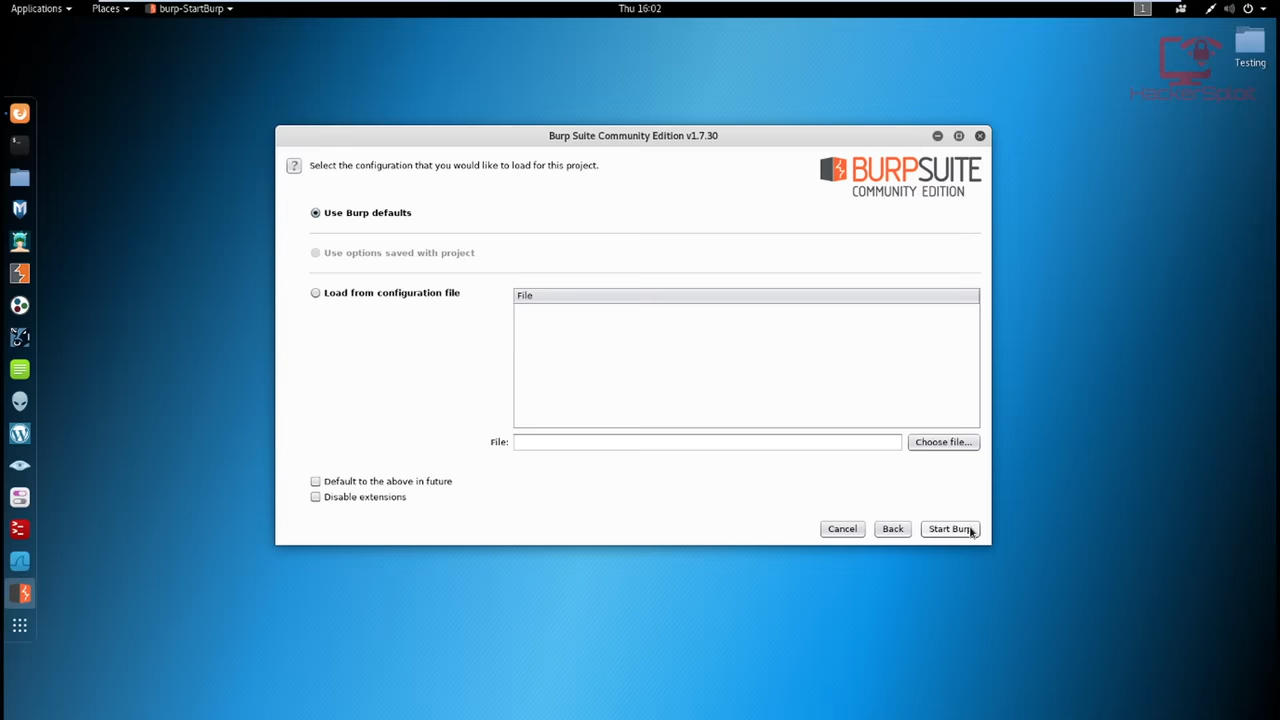 Applications Places burp-StartBurp Thu 16:02 1
Testing
HackerSploit
Burp Suite Community Edition v1.7.30
? Select the configuration that you would like to load for this project.
BURPSUITE
COMMUNITY EDITION
Use Burp defaults
Use options saved with project
Load from configuration file
File
File:
Choose file...
Default to the above in future
Disable extensions
Cancel Back Start Burp